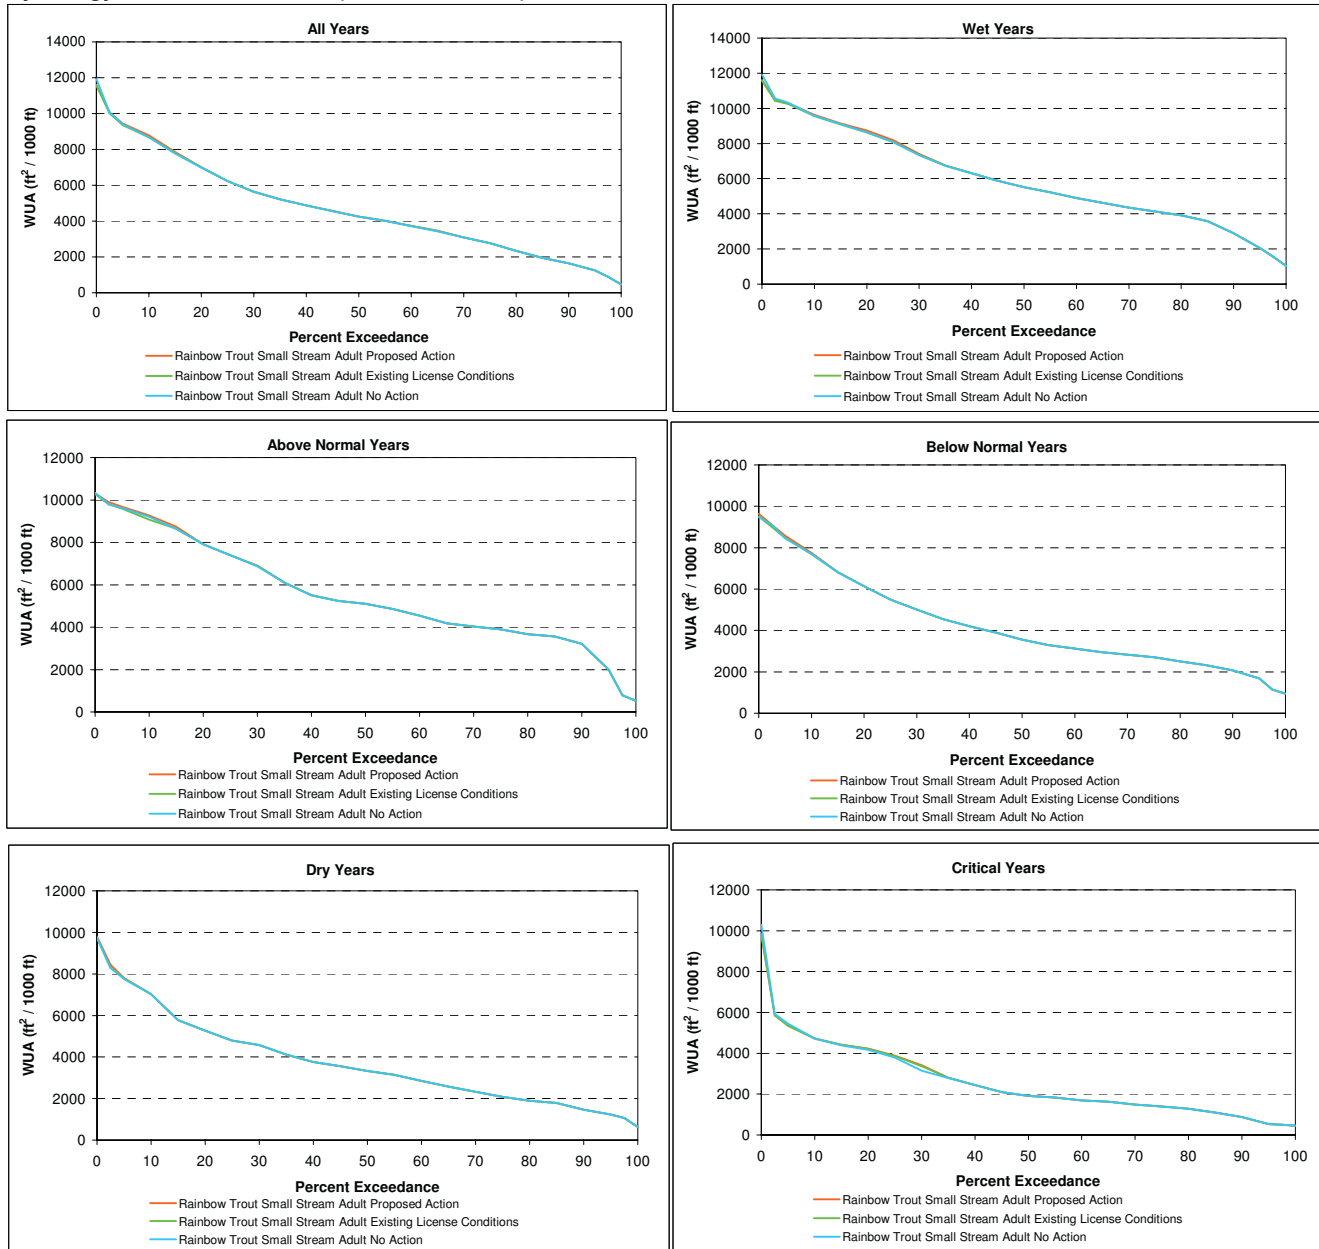 All Years
14000
12000
10000
8000
6000
4000
2000
0
WUA (ft² / 1000 ft)
0 10 20 30 40 50 60 70 80 90 100
Percent Exceedance
Rainbow Trout Small Stream Adult Proposed Action
Rainbow Trout Small Stream Adult Existing License Conditions
Rainbow Trout Small Stream Adult No Action
Wet Years
14000
12000
10000
8000
6000
4000
2000
0
WUA (ft² / 1000 ft)
0 10 20 30 40 50 60 70 80 90 100
Percent Exceedance
Rainbow Trout Small Stream Adult Proposed Action
Rainbow Trout Small Stream Adult Existing License Conditions
Rainbow Trout Small Stream Adult No Action
Above Normal Years
12000
10000
8000
6000
4000
2000
0
WUA (ft² / 1000 ft)
0 10 20 30 40 50 60 70 80 90 100
Percent Exceedance
Rainbow Trout Small Stream Adult Proposed Action
Rainbow Trout Small Stream Adult Existing License Conditions
Rainbow Trout Small Stream Adult No Action
Below Normal Years
12000
10000
8000
6000
4000
2000
0
WUA (ft² / 1000 ft)
0 10 20 30 40 50 60 70 80 90 100
Percent Exceedance
Rainbow Trout Small Stream Adult Proposed Action
Rainbow Trout Small Stream Adult Existing License Conditions
Rainbow Trout Small Stream Adult No Action
Dry Years
12000
10000
8000
6000
4000
2000
0
WUA (ft² / 1000 ft)
0 10 20 30 40 50 60 70 80 90 100
Percent Exceedance
Rainbow Trout Small Stream Adult Proposed Action
Rainbow Trout Small Stream Adult Existing License Conditions
Rainbow Trout Small Stream Adult No Action
Critical Years
12000
10000
8000
6000
4000
2000
0
WUA (ft² / 1000 ft)
0 10 20 30 40 50 60 70 80 90 100
Percent Exceedance
Rainbow Trout Small Stream Adult Proposed Action
Rainbow Trout Small Stream Adult Existing License Conditions
Rainbow Trout Small Stream Adult No Action